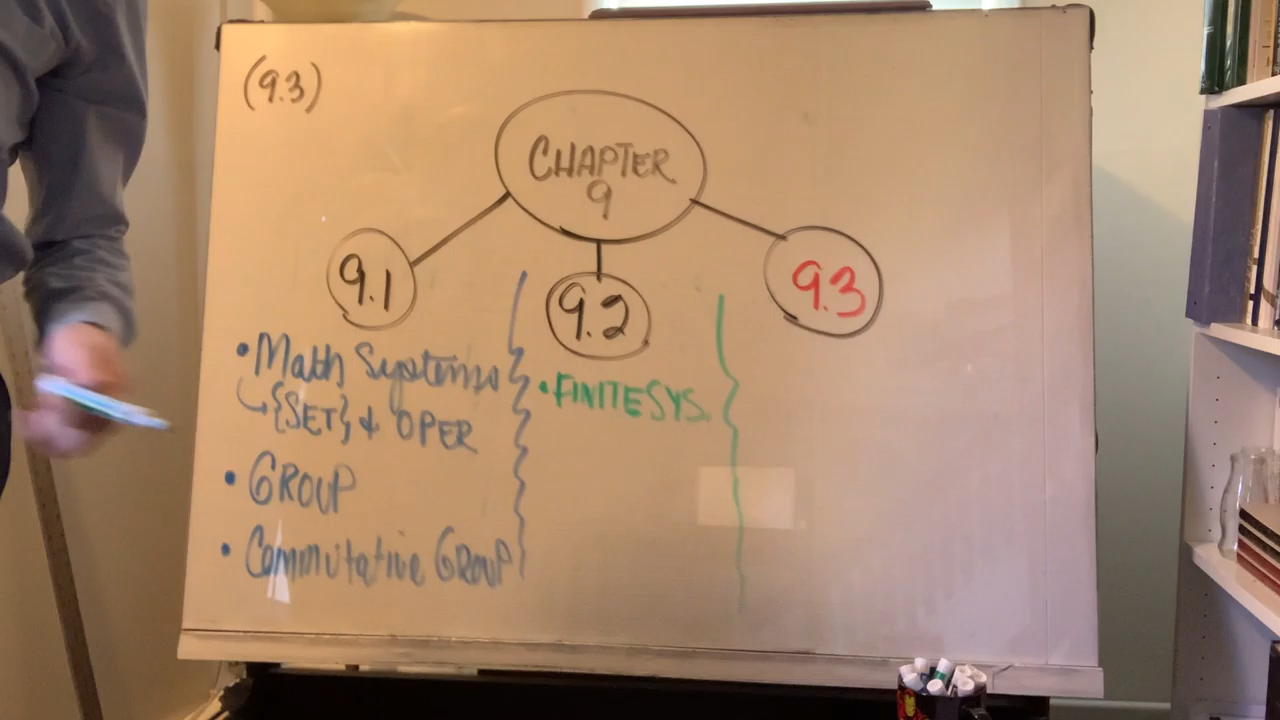 (9.3)
CHAPTER
9
9.1
9.2
9.3
• Math Systems
↳ {SET} & OPER
• GROUP
• Commutative GROUP
• FINITE SYS.